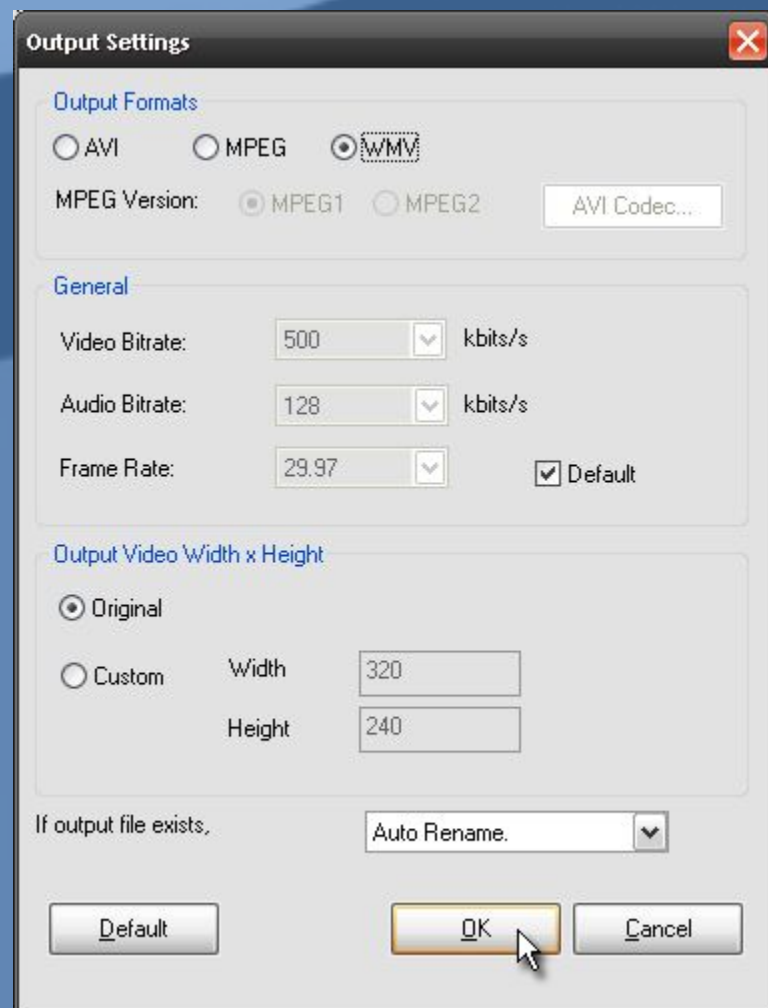 Output Settings
Output Formats
AVI MPEG WMV
MPEG Version: MPEG1 MPEG2 AVI Codec...
General
Video Bitrate: 500 kbits/s
Audio Bitrate: 128 kbits/s
Frame Rate: 29.97 Default
Output Video Width x Height
Original
Custom Width 320
Height 240
If output file exists, Auto Rename.
Default OK Cancel